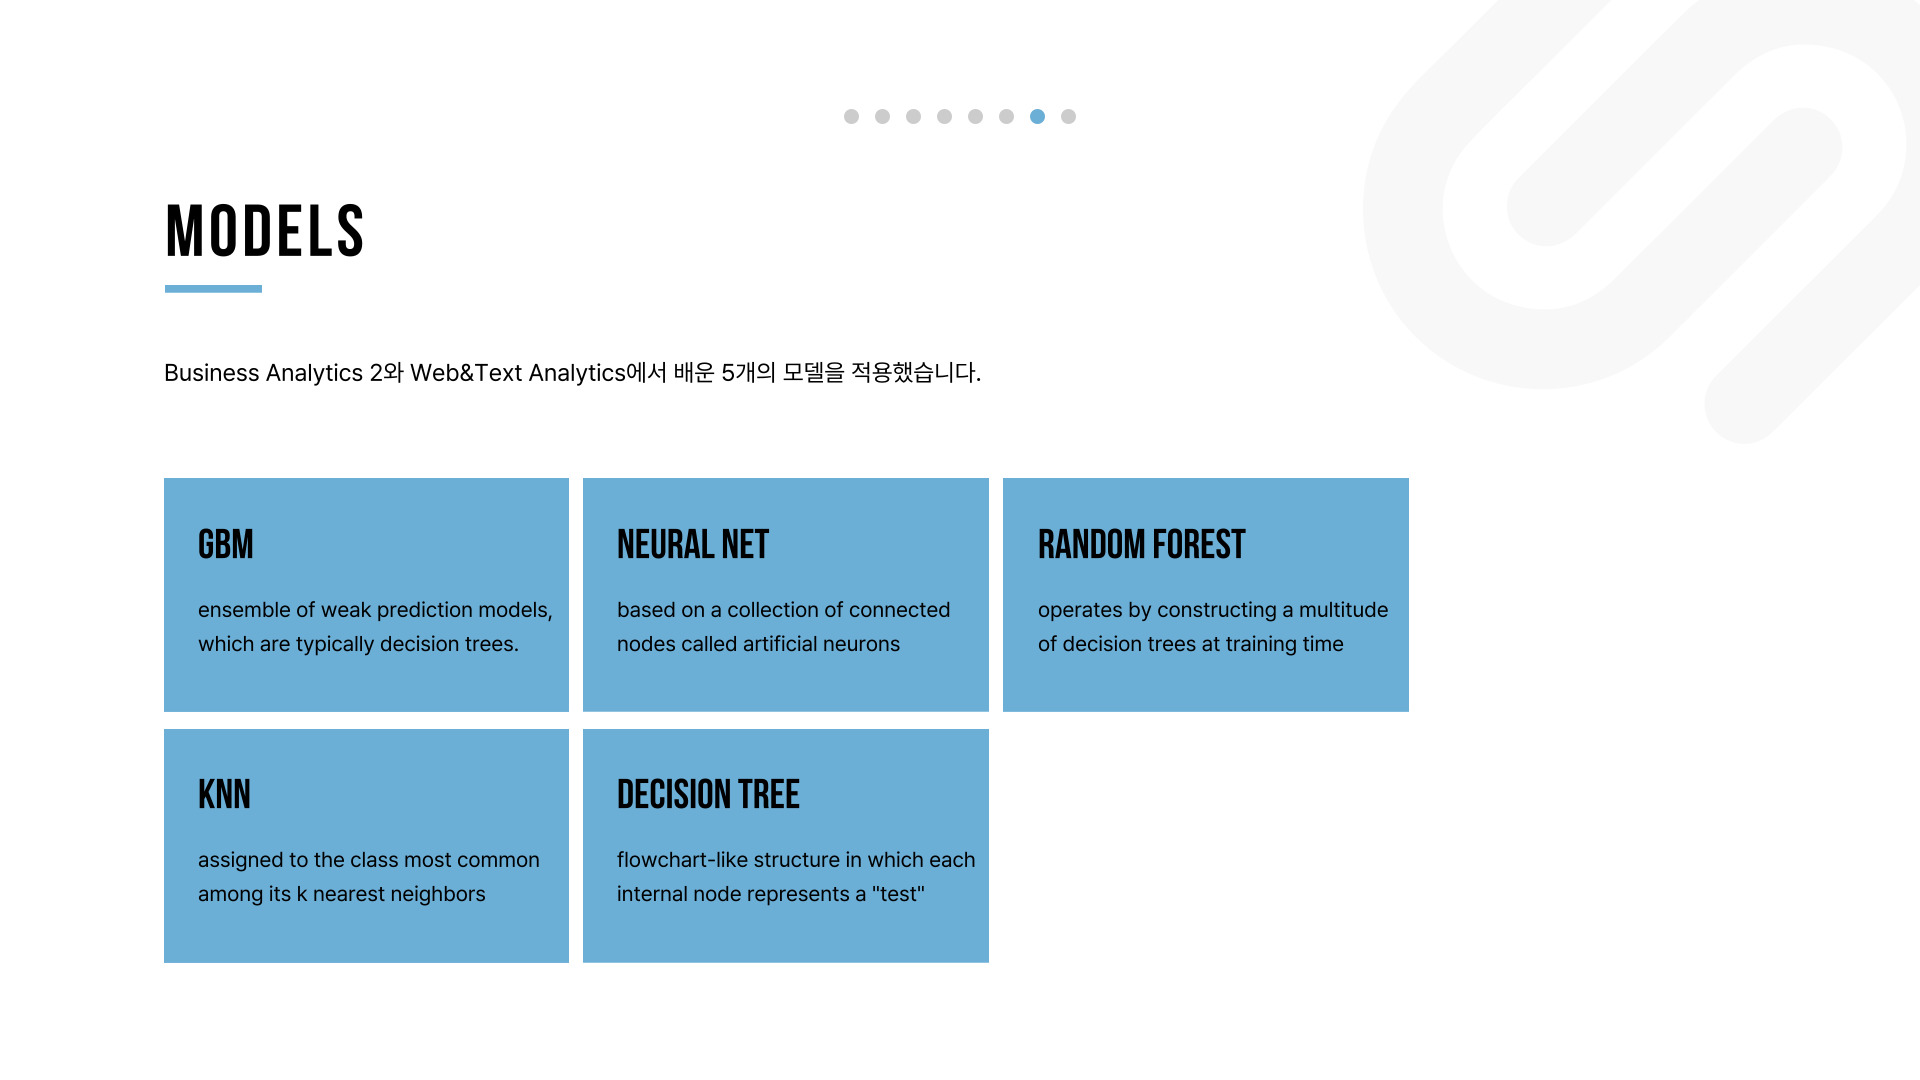 MODELS
Business Analytics 2와 Web&Text Analytics에서 배운 5개의 모델을 적용했습니다.
GBM
ensemble of weak prediction models,
which are typically decision trees.
NEURAL NET
based on a collection of connected
nodes called artificial neurons
RANDOM FOREST
operates by constructing a multitude
of decision trees at training time
KNN
assigned to the class most common
among its k nearest neighbors
DECISION TREE
flowchart-like structure in which each
internal node represents a "test"